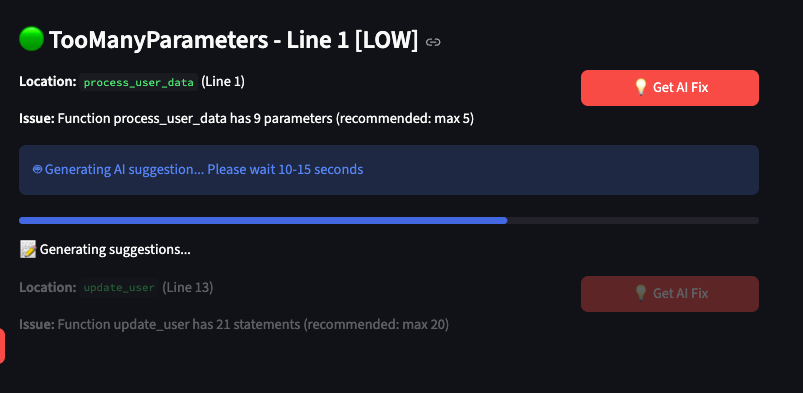 TooManyParameters - Line 1 [LOW]
Location: process_user_data (Line 1)
💡 Get AI Fix
Issue: Function process_user_data has 9 parameters (recommended: max 5)
Generating AI suggestion... Please wait 10-15 seconds
📝 Generating suggestions...
Location: update_user (Line 13)
💡 Get AI Fix
Issue: Function update_user has 21 statements (recommended: max 20)